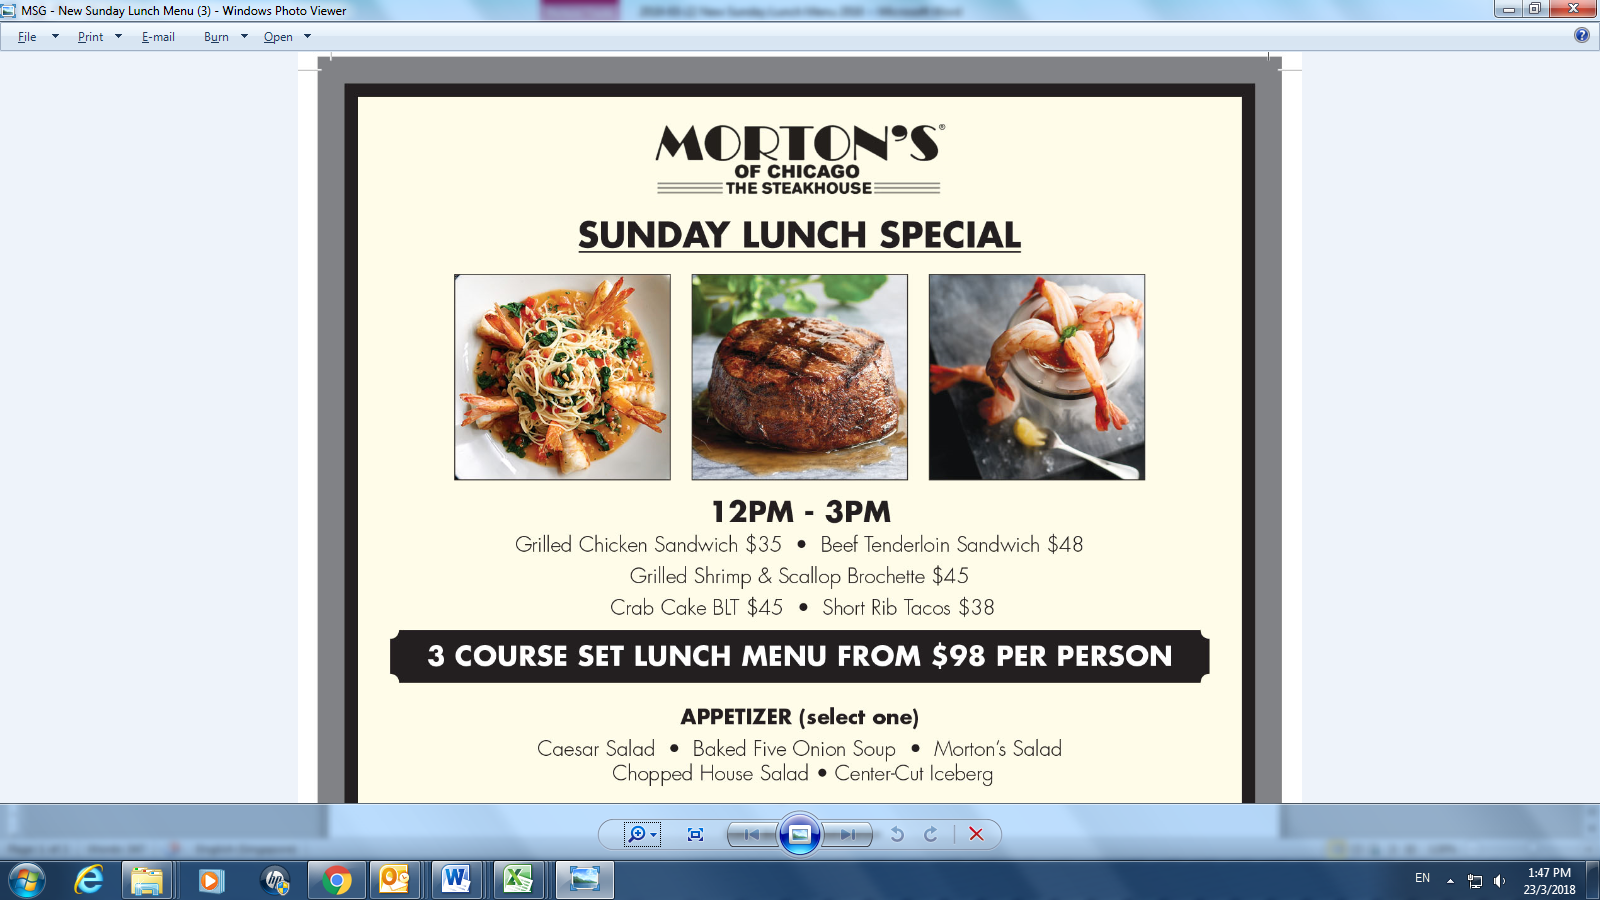 MSG - New Sunday Lunch Menu (3) - Windows Photo Viewer
File Print E-mail Burn Open
MORTON'S®
OF CHICAGO
THE STEAKHOUSE
SUNDAY LUNCH SPECIAL
12PM - 3PM
Grilled Chicken Sandwich $35 • Beef Tenderloin Sandwich $48
Grilled Shrimp & Scallop Brochette $45
Crab Cake BLT $45 • Short Rib Tacos $38
3 COURSE SET LUNCH MENU FROM $98 PER PERSON
APPETIZER (select one)
Caesar Salad • Baked Five Onion Soup • Morton's Salad
Chopped House Salad • Center-Cut Iceberg
EN
1:47 PM
23/3/2018